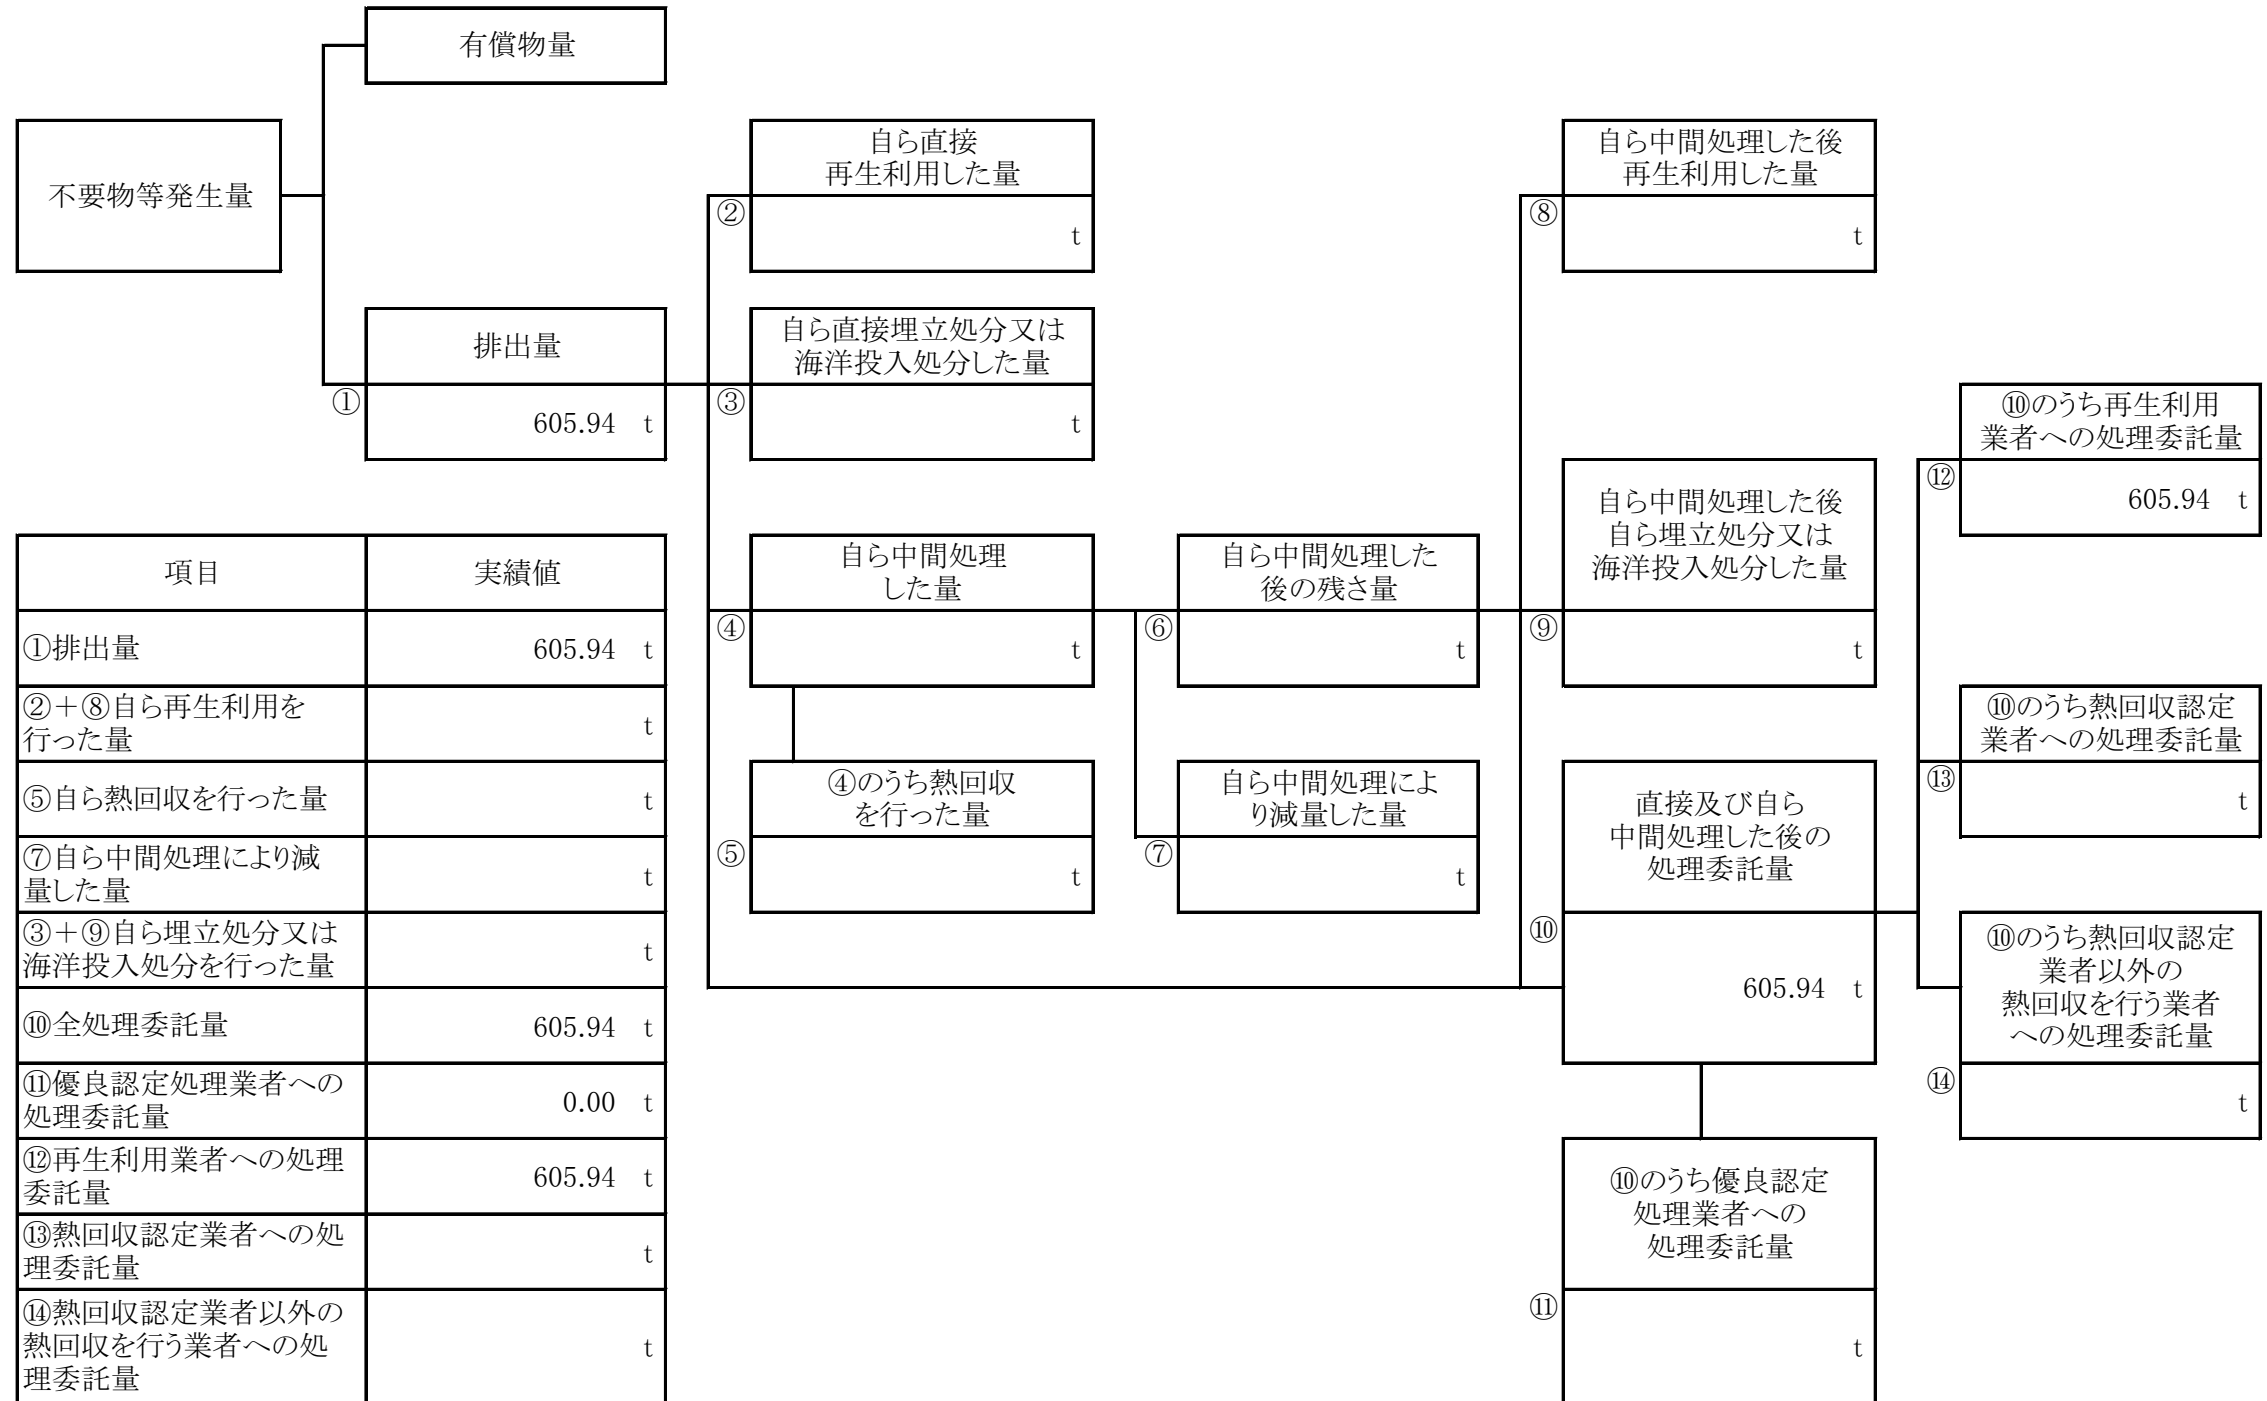 有償物量
不要物等発生量
自ら直接
再生利用した量
②
t
自ら中間処理した後
再生利用した量
⑧
t
排出量
①
605.94 t
自ら直接埋立処分又は
海洋投入処分した量
③
t
⑩のうち再生利用
業者への処理委託量
⑫
605.94 t
自ら中間処理した後
自ら埋立処分又は
海洋投入処分した量
⑨
t
自ら中間処理
した量
④
t
自ら中間処理した
後の残さ量
⑥
t
⑩のうち熱回収認定
業者への処理委託量
⑬
t
④のうち熱回収
を行った量
⑤
t
自ら中間処理によ
り減量した量
⑦
t
直接及び自ら
中間処理した後の
処理委託量
⑩
605.94 t
⑩のうち熱回収認定
業者以外の
熱回収を行う業者
への処理委託量
⑭
t
⑩のうち優良認定
処理業者への
処理委託量
⑪
t
項目 実績値
①排出量 605.94 t
②+⑧自ら再生利用を
行った量 t
⑤自ら熱回収を行った量 t
⑦自ら中間処理により減
量した量 t
③+⑨自ら埋立処分又は
海洋投入処分を行った量 t
⑩全処理委託量 605.94 t
⑪優良認定処理業者への
処理委託量 0.00 t
⑫再生利用業者への処理
委託量 605.94 t
⑬熱回収認定業者への処
理委託量 t
⑭熱回収認定業者以外の
熱回収を行う業者への処
理委託量 t